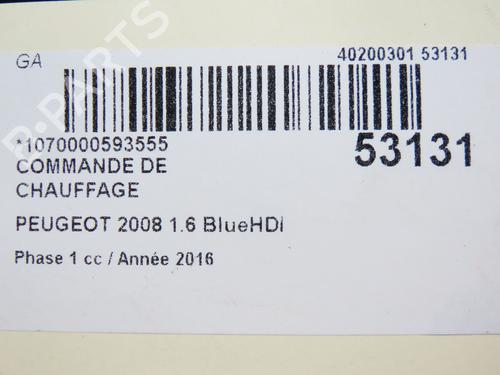 GA
40200301 53131
*1070000593555
53131
COMMANDE DE
CHAUFFAGE
PEUGEOT 2008 1.6 BlueHDI
Phase 1 cc / Année 2016
B-PARTS